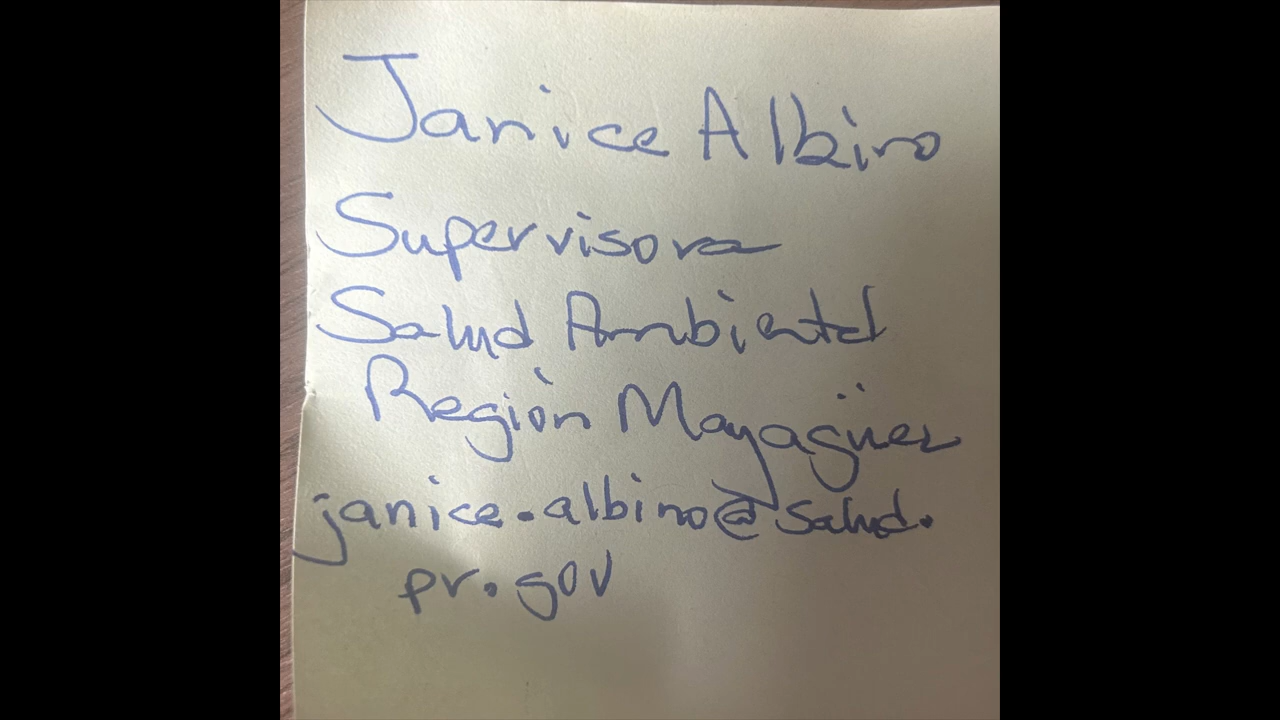 Janice Albino
Supervisora
Salud Ambiental
Región Mayagüez
janice.albino@salud.
pr.gov